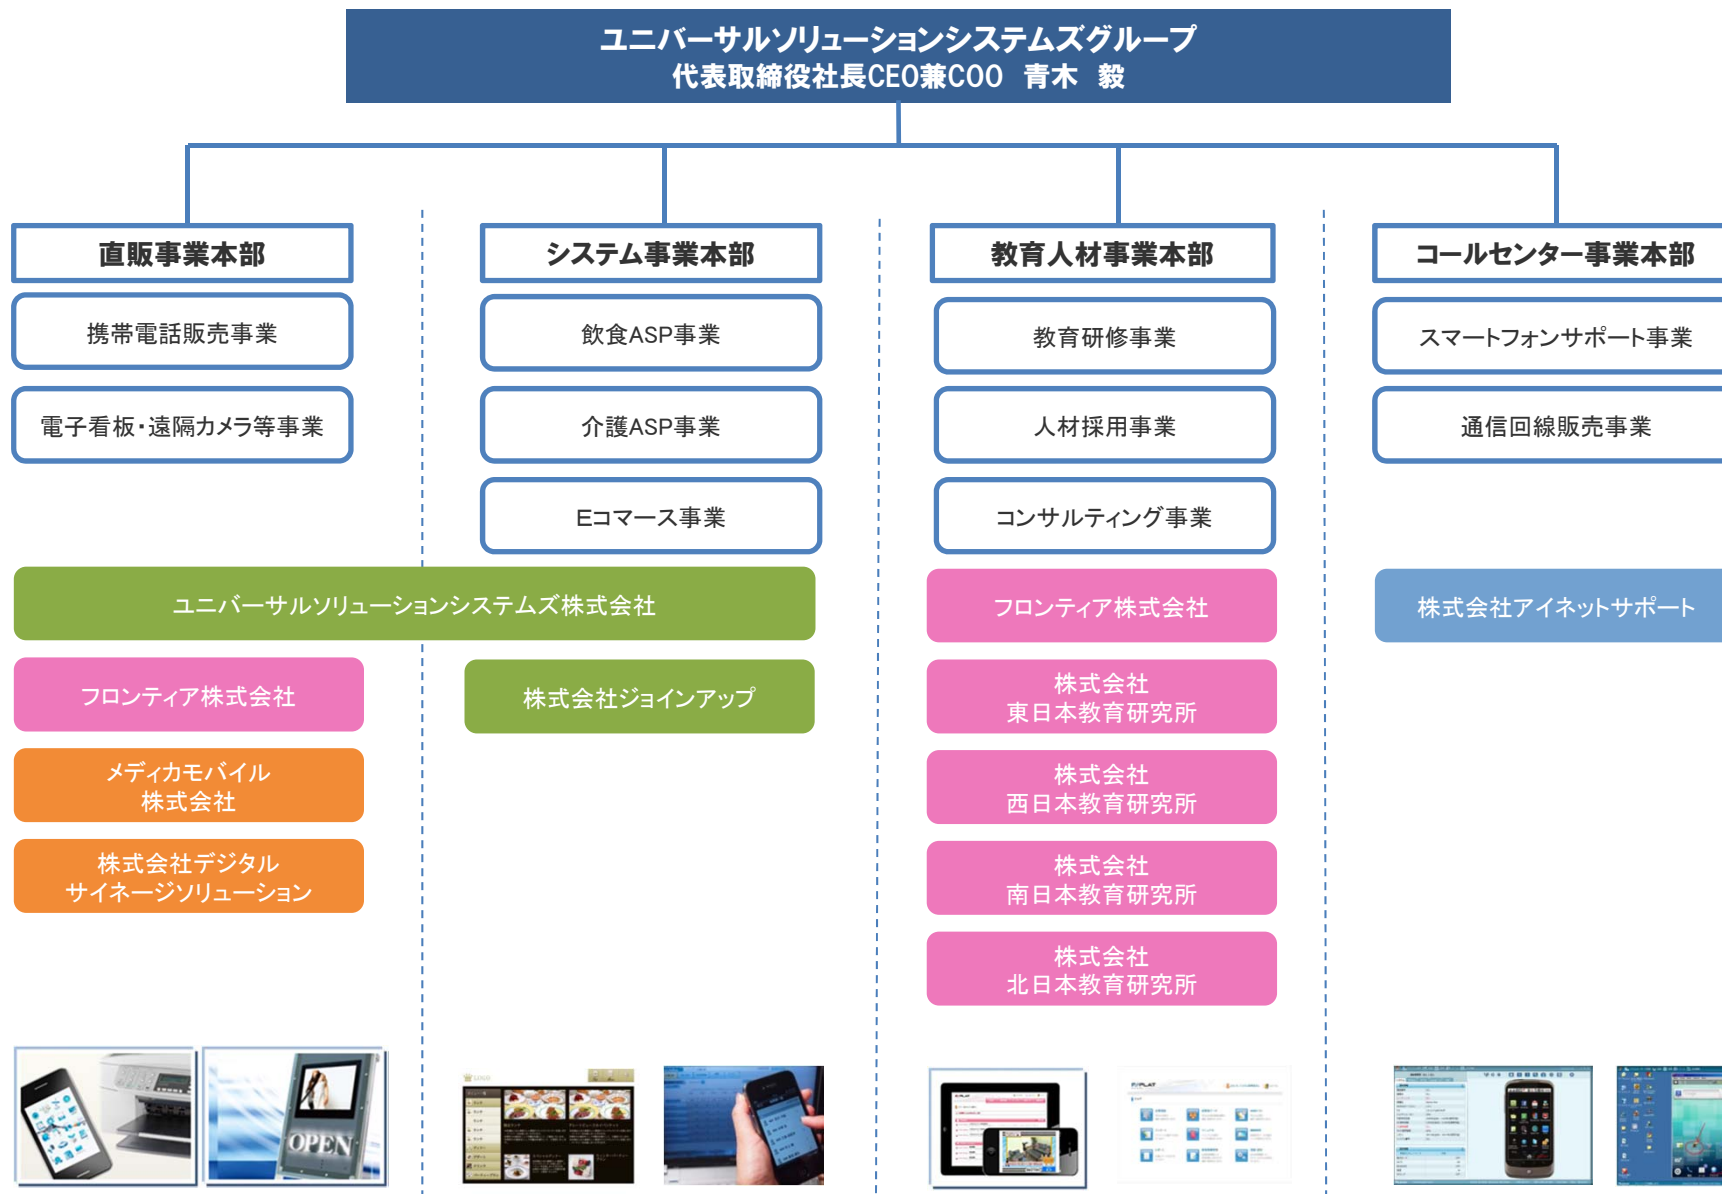 ユニバーサルソリューションシステムズグループ
代表取締役社長CEO兼COO 青木 毅
直販事業本部
携帯電話販売事業
電子看板・遠隔カメラ等事業
システム事業本部
飲食ASP事業
介護ASP事業
Eコマース事業
教育人材事業本部
教育研修事業
人材採用事業
コンサルティング事業
コールセンター事業本部
スマートフォンサポート事業
通信回線販売事業
ユニバーサルソリューションシステムズ株式会社
フロンティア株式会社
メディカモバイル
株式会社
株式会社デジタル
サイネージソリューション
株式会社ジョインアップ
フロンティア株式会社
株式会社
東日本教育研究所
株式会社
西日本教育研究所
株式会社
南日本教育研究所
株式会社
北日本教育研究所
株式会社アイネットサポート
OPEN
LOGO